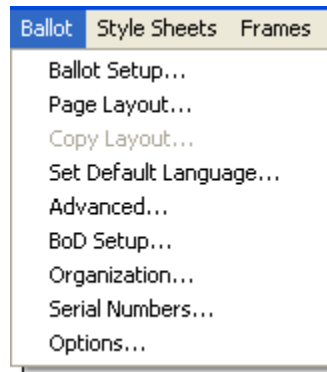 Ballot Style Sheets Frames
Ballot Setup...
Page Layout...
Copy Layout...
Set Default Language...
Advanced...
BoD Setup...
Organization...
Serial Numbers...
Options...